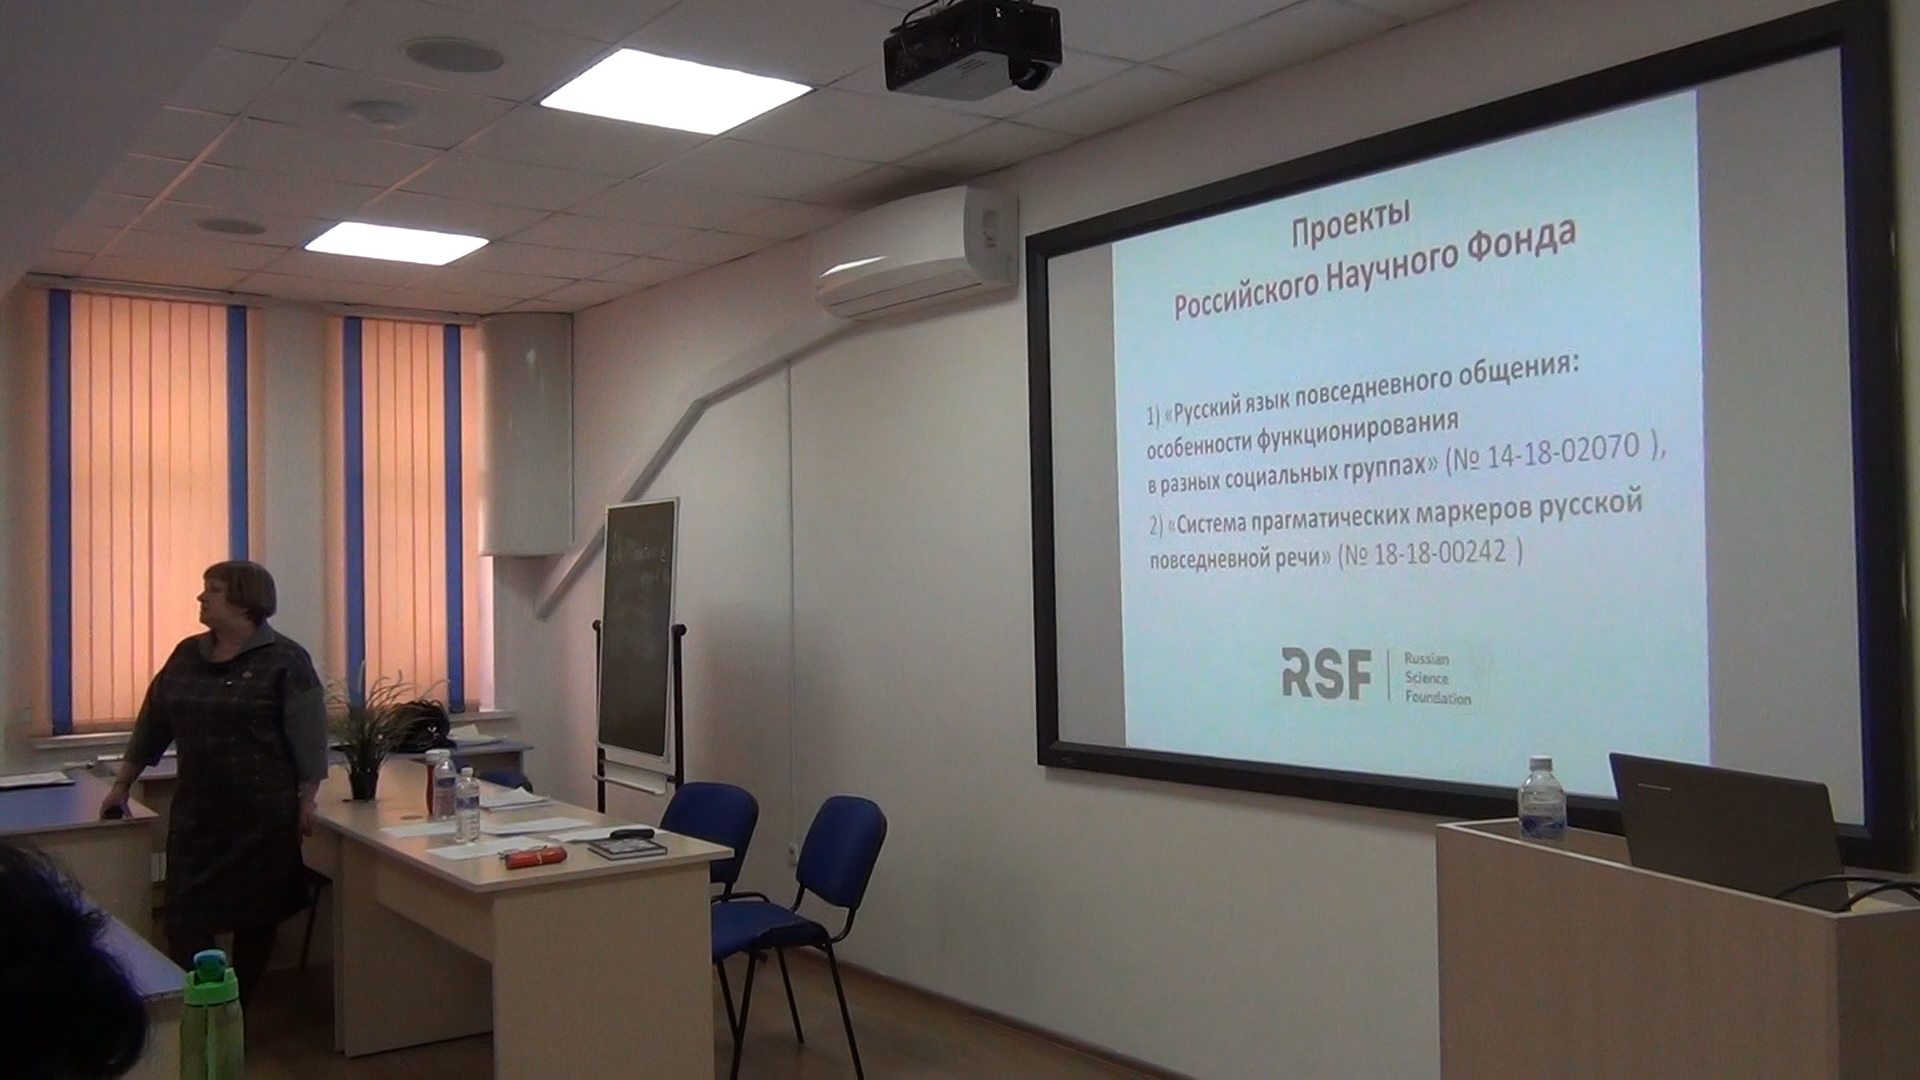 Проекты
Российского Научного Фонда
1) «Русский язык повседневного общения:
особенности функционирования
в разных социальных группах» (№ 14-18-02070 ),
2) «Система прагматических маркеров русской
повседневной речи» (№ 18-18-00242 )
RSF
Russian
Science
Foundation